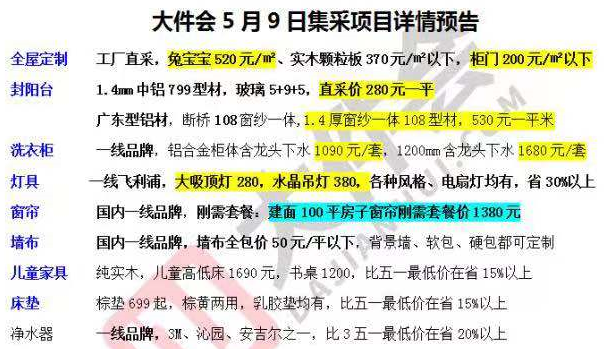 大件会 5 月 9 日集采项目详情预告
全屋定制 工厂直采，兔宝宝 520 元/㎡、实木颗粒板 370 元/㎡以下，柜门 200 元/㎡以下
封阳台 1.4mm 中铝 799 型材，玻璃 5+9+5，直采价 280 元一平
广东型铝材，断桥 108 窗纱一体,1.4 厚窗纱一体 108 型材，530 元一平米
洗衣柜 一线品牌，铝合金柜体含龙头下水 1090 元/套，1200mm 含龙头下水 1680 元/套
灯具 一线飞利浦，大吸顶灯 280，水晶吊灯 380，各种风格、电扇灯均有，省 30%以上
窗帘 国内一线品牌，刚需套餐：建面 100 平房子窗帘刚需套餐价 1380 元
墙布 国内一线品牌，墙布全包价 50 元/平以下，背景墙、软包、硬包都可定制
儿童家具 纯实木，儿童高低床 1690 元，书桌 1200，比五一最低价在省 15%以上
床垫 棕垫 699 起，棕黄两用，乳胶垫均有，比五一最低价在省 15%以上
净水器 一线品牌，3M、沁园、安吉尔之一，比 3 五一最低价在省 20%以上